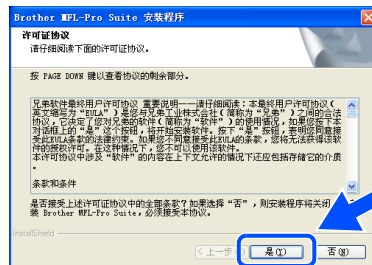 Brother MFL-Pro Suite 安装程序
许可证协议
请仔细阅读下面的许可证协议。
按 PAGE DOWN 键以查看协议的剩余部分。
兄弟软件最终用户许可协议 重要说明——请仔细阅读：本最终用户许可协议（
英文缩写为“EULA”）是您与兄弟工业株式会社（简称为“兄弟”）之间的合法
协议，它决定了您对兄弟的软件（简称为“软件”）的使用情况，如果您按下本
对话框上的“是”这个按钮，将开始安装软件。按下“是”按钮，表明您同意接
受此EULA条款的法律约束。如果您不同意接受此EULA的条款，您将无法获得该软
件的授权许可。在这种情况下，您不可以使用该软件。
本许可协议中涉及“软件”的内容在上下文允许的情况下还应包括存储它的介质
。
条款和条件
是否接受上述许可证协议中的全部条款？如果选择“否”，则安装程序将关闭
装 Brother MFL-Pro Suite，必须接受本协议。
InstallShield
<上一步
是(Y)
否(N)